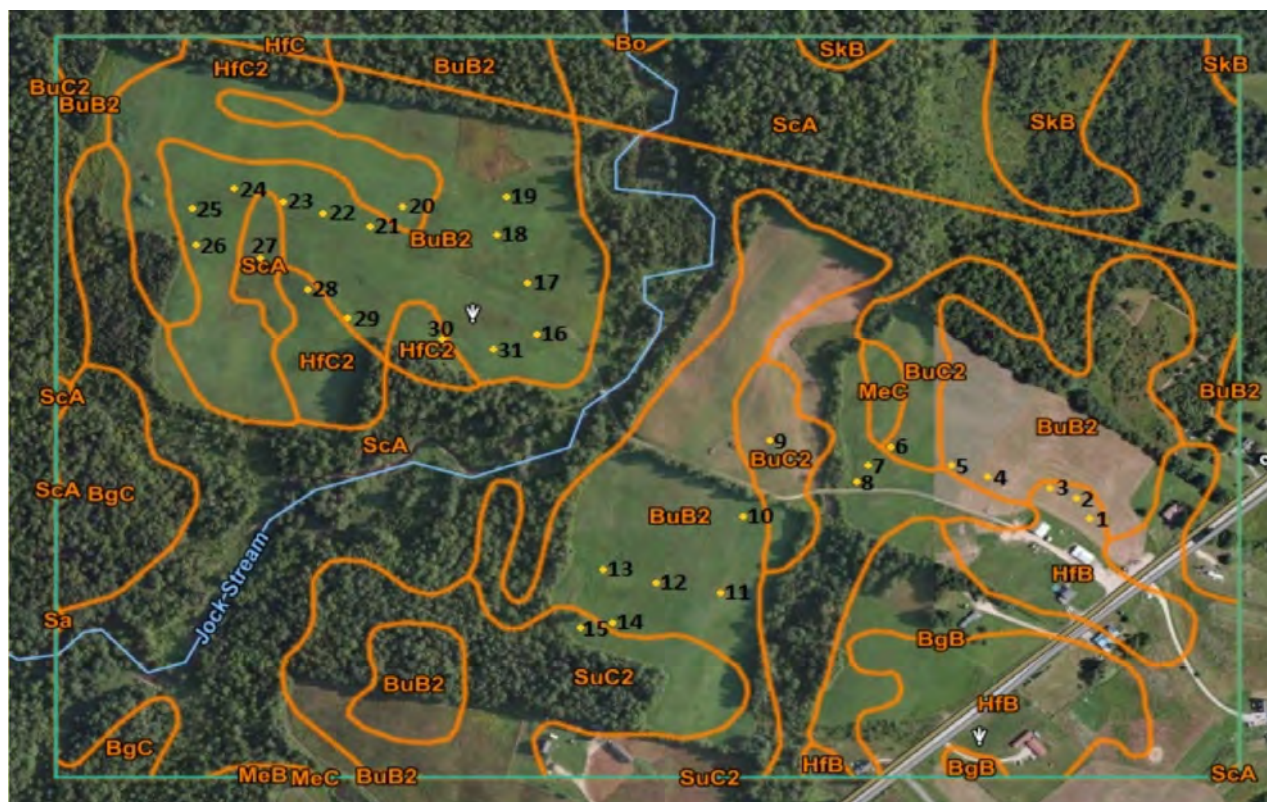 HfC
Bo
SkB
HfC2
BuB2
SkB
BuC2
BuB2
ScA
SkB
24
23
22
20
19
25
21
BuB2
18
26
27
ScA
17
28
29
30
16
HfC2
31
HfC2
BuC2
MeC
BuB2
ScA
BuB2
ScA
9
6
BuC2
7
5
4
8
3
2
ScA
BgC
BuB2
10
1
13
12
11
HfB
14
15
Sa
Jock-Stream
BgB
BuB2
SuC2
HfB
BgC
HfB
BgB
MeB
MeC
BuB2
SuC2
ScA